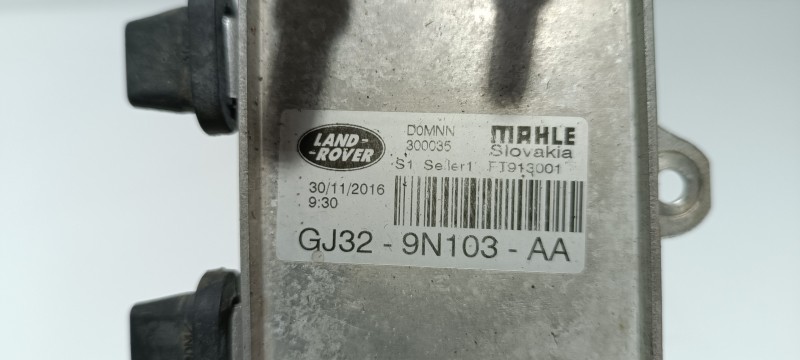 LAND-
-ROVER
D0MNN
300035
MAHLE
Slovakia
S1 Seller1 FT913001
30/11/2016
9:30
GJ32 - 9N103 - AA